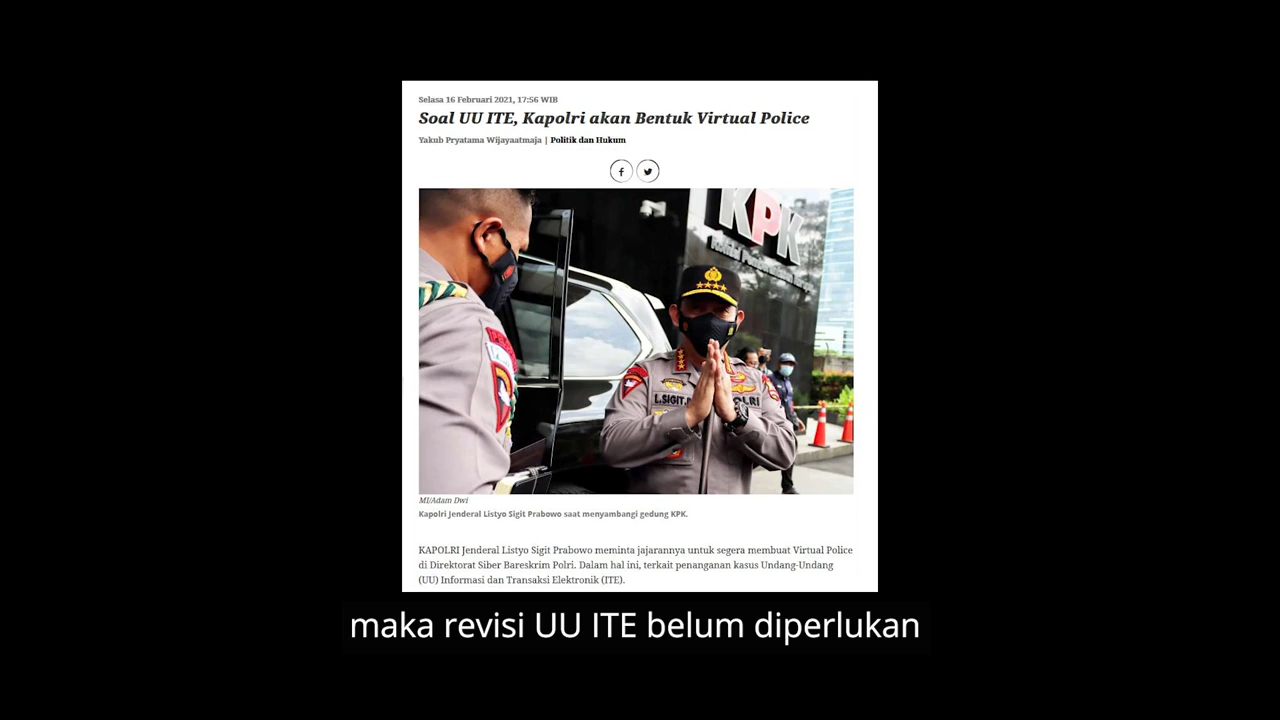 Selasa 16 Februari 2021, 17:56 WIB
Soal UU ITE, Kapolri akan Bentuk Virtual Police
Yakub Pryatama Wijayaatmaja | Politik dan Hukum
KPK
L.SIGIT.P
POLRI
MI/Adam Dwi
Kapolri Jenderal Listyo Sigit Prabowo saat menyambangi gedung KPK.
KAPOLRI Jenderal Listyo Sigit Prabowo meminta jajarannya untuk segera membuat Virtual Police
di Direktorat Siber Bareskrim Polri. Dalam hal ini, terkait penanganan kasus Undang-Undang
(UU) Informasi dan Transaksi Elektronik (ITE).
maka revisi UU ITE belum diperlukan